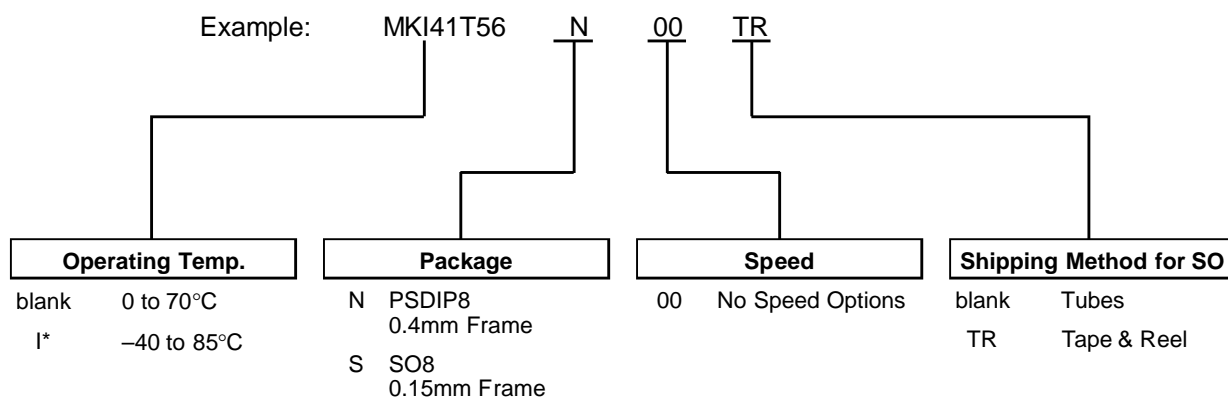 Example: MKI41T56 N 00 TR
Operating Temp.
blank 0 to 70°C
I* –40 to 85°C
Package
N PSDIP8
0.4mm Frame
S SO8
0.15mm Frame
Speed
00 No Speed Options
Shipping Method for SO
blank Tubes
TR Tape & Reel